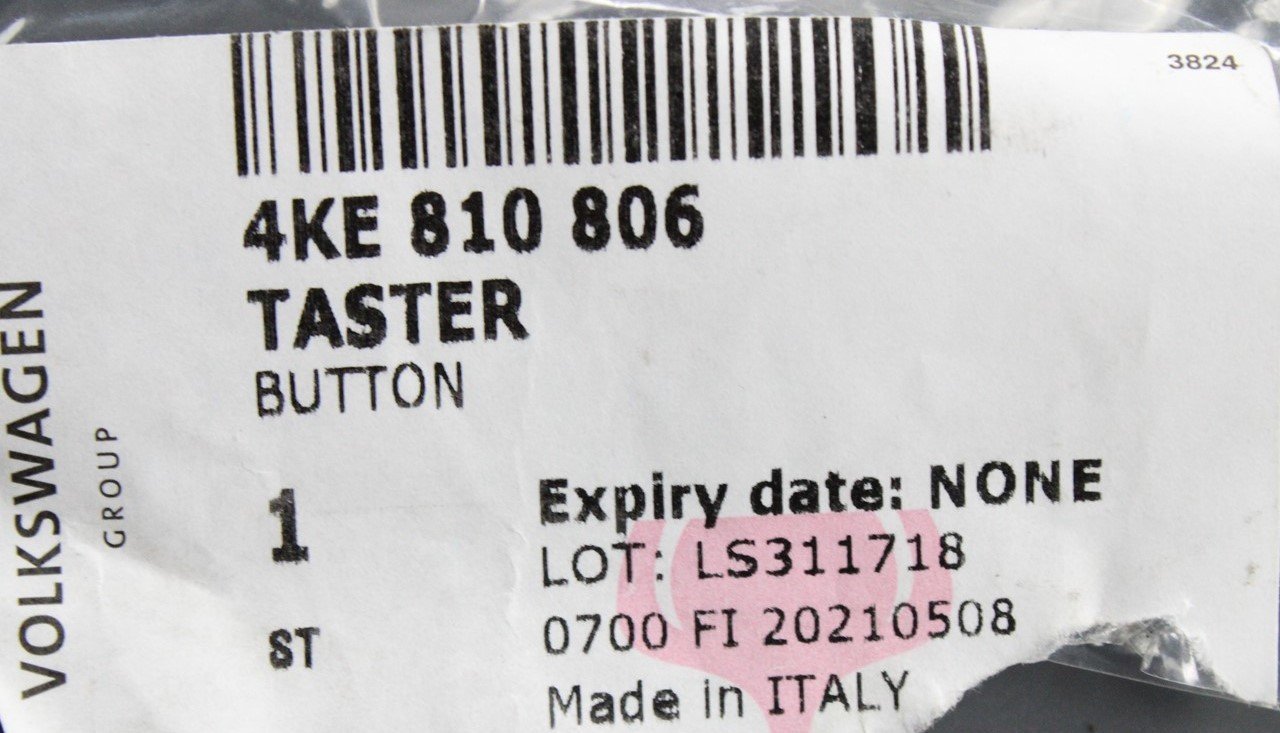 3824
4KE 810 806
TASTER
BUTTON
VOLKSWAGEN
GROUP
1
ST
Expiry date: NONE
LOT: LS311718
0700 FI 20210508
Made in ITALY